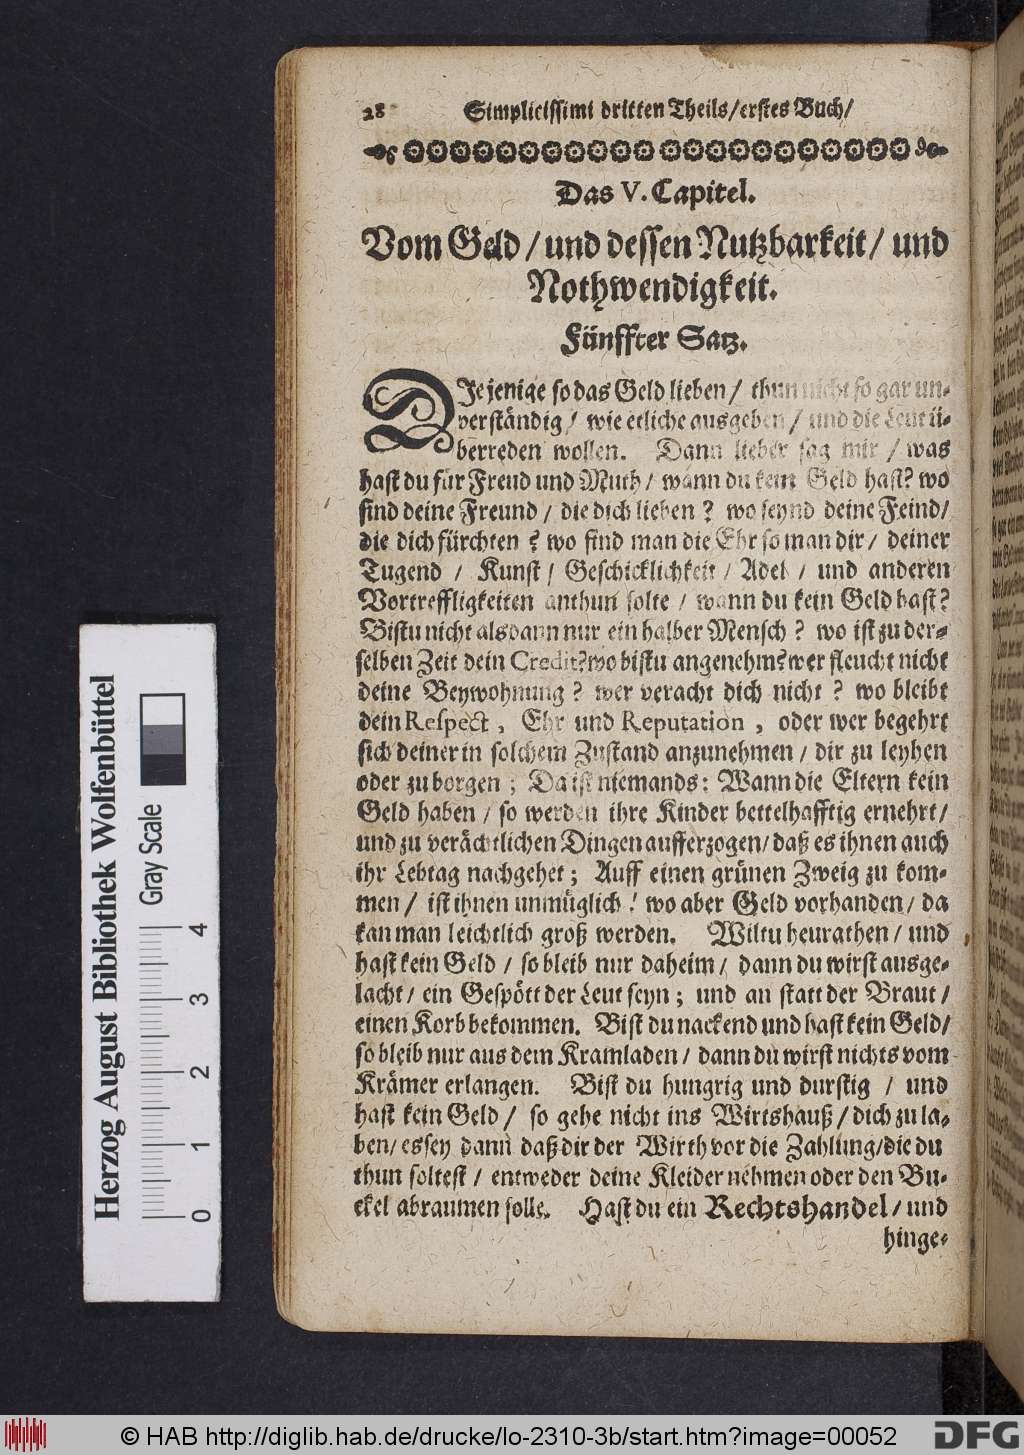 28 Simplicissimi dritten Theils/erstes Buch/
Das V. Capitel.
Vom Geld/und dessen Nutzbarkeit/ und
Nothwendigkeit.
Fünffter Satz.
DJejenige so das Geld lieben/ thun nicht so gar un-
verständig/ wie etliche ausgeben/ und die Leut ü-
berreden wollen. Dann lieber sag mir/ was
hast du für Freud und Muth/ wann du kein Geld hast? wo
sind deine Freund/ die dich lieben? wo seynd deine Feind/
die dich fürchten? wo find man die Ehr so man dir/ deiner
Tugend/ Kunst/ Geschicklichkeit/ Adel/ und anderen
Vortreffligkeiten anthun solte/ wann du kein Geld hast?
Bistu nicht alsdann nur ein halber Mensch? wo ist zu der-
selben Zeit dein Credit?wo bistu angenehm?wer fleucht nicht
deine Beywohnung? wer veracht dich nicht? wo bleibt
dein Respect, Ehr und Reputation, oder wer begehrt
sich deiner in solchem Zustand anzunehmen/ dir zu leyhen
oder zu borgen; Da ist niemands: Wann die Eltern kein
Geld haben/ so werden ihre Kinder bettelhafftig ernehrt/
und zu verächtlichen Dingen aufferzogen/daß es ihnen auch
ihr Lebtag nachgehet; Auff einen grünen Zweig zu kom-
men/ ist ihnen unmüglich! wo aber Geld vorhanden/ da
kan man leichtlich groß werden. Wiltu heurathen/ und
hast kein Geld/ so bleib nur daheim/ dann du wirst ausge-
lacht/ ein Gespött der Leut seyn; und an statt der Braut/
einen Korb bekommen. Bist du nackend und hast kein Geld/
so bleib nur aus dem Kramladen/ dann du wirst nichts vom
Krämer erlangen. Bist du hungrig und durstig / und
hast kein Geld/ so gehe nicht ins Wirtshauß/ dich zu la-
ben/ es sey dann daß dir der Wirth vor die Zahlung/die du
thun soltest/ entweder deine Kleider nehmen oder den Bu-
ckel abraumen solle. Hast du ein Rechtshandel/ und
hinge-
Herzog August Bibliothek Wolfenbüttel
Gray Scale
0 1 2 3 4
© HAB http://diglib.hab.de/drucke/lo-2310-3b/start.htm?image=00052
DFG